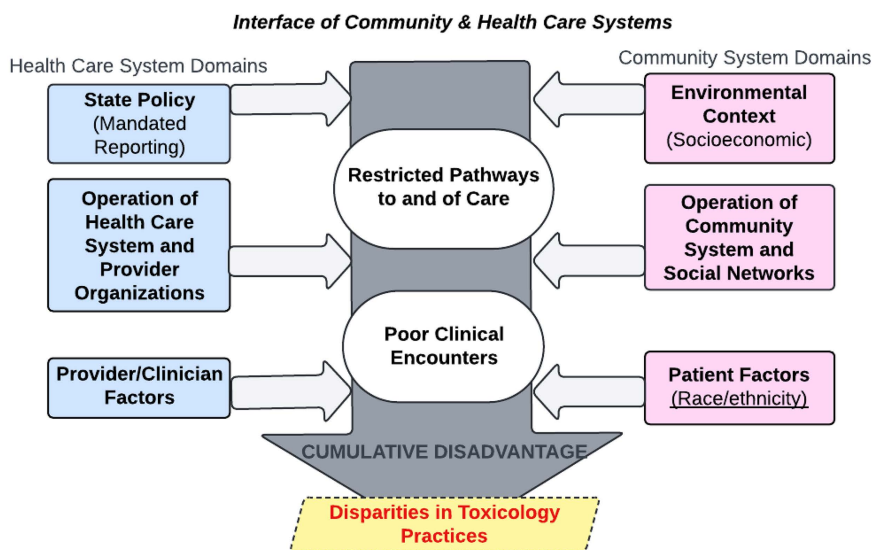 Interface of Community & Health Care Systems
Health Care System Domains
Community System Domains
State Policy
(Mandated
Reporting)
Environmental
Context
(Socioeconomic)
Restricted Pathways
to and of Care
Operation of
Health Care
System and
Provider
Organizations
Operation of
Community
System and
Social Networks
Poor Clinical
Encounters
Provider/Clinician
Factors
Patient Factors
(Race/ethnicity)
CUMULATIVE DISADVANTAGE
Disparities in Toxicology
Practices